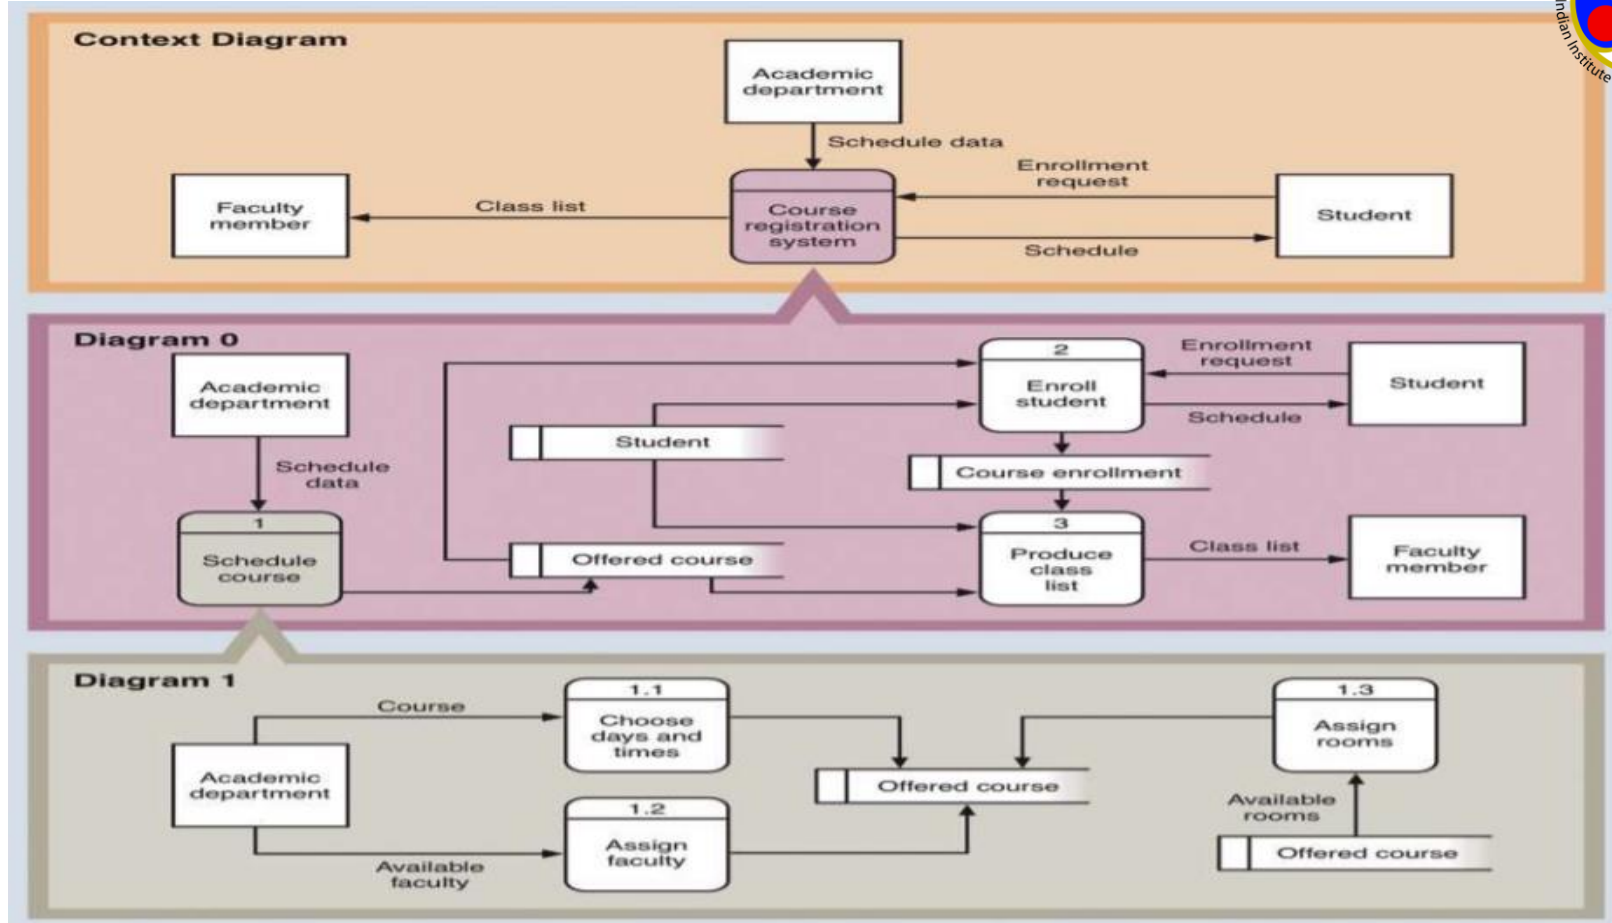 Indian Institute
Context Diagram
Academic
department
Schedule data
Enrollment
request
Faculty
member
Class list
Course
registration
system
Student
Schedule
Diagram 0
Academic
department
Schedule
data
1
Schedule
course
Student
Offered course
2
Enroll
student
Enrollment
request
Student
Schedule
Course enrollment
3
Produce
class
list
Class list
Faculty
member
Diagram 1
Course
Academic
department
Available
faculty
1.1
Choose
days and
times
1.2
Assign
faculty
Offered course
1.3
Assign
rooms
Available
rooms
Offered course